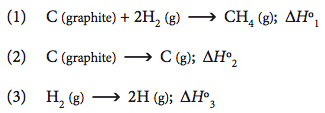 (1) C (graphite) + 2H₂ (g) ⟶ CH₄ (g); ΔH°₁
(2) C (graphite) ⟶ C (g); ΔH°₂
(3) H₂ (g) ⟶ 2H (g); ΔH°₃